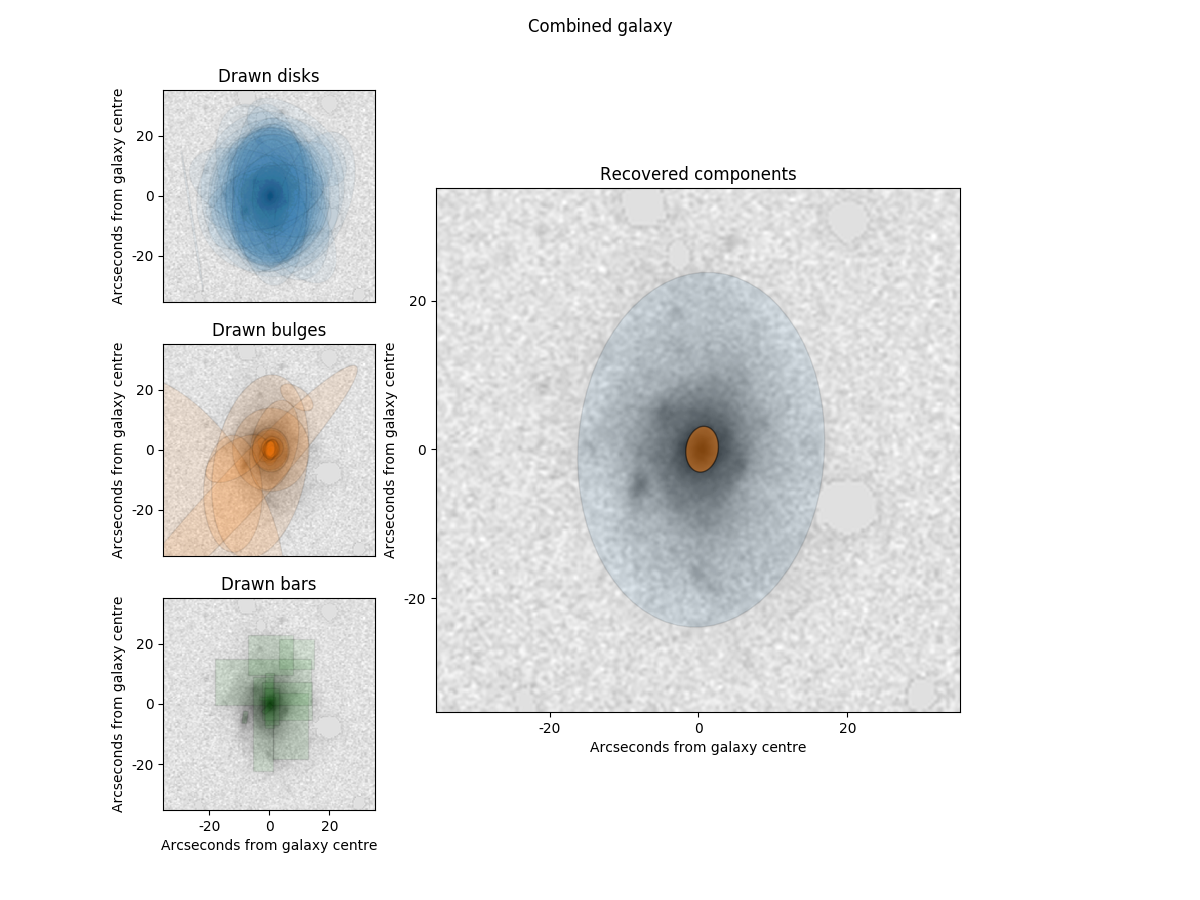 Combined galaxy
Drawn disks
Arcseconds from galaxy centre
20
0
-20
Drawn bulges
Arcseconds from galaxy centre
20
0
-20
Drawn bars
Arcseconds from galaxy centre
20
0
-20
-20 0 20
Arcseconds from galaxy centre
Recovered components
Arcseconds from galaxy centre
20
0
-20
-20 0 20
Arcseconds from galaxy centre